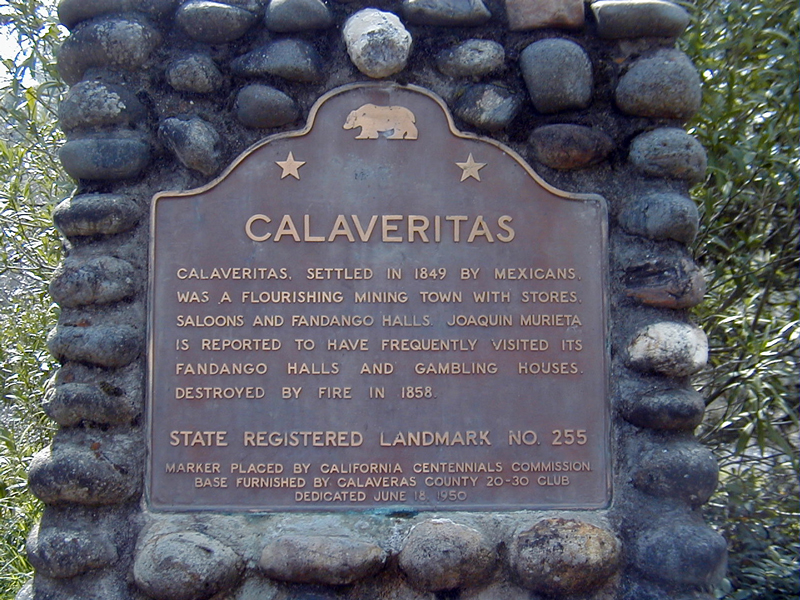 CALAVERITAS
CALAVERITAS, SETTLED IN 1849 BY MEXICANS,
WAS A FLOURISHING MINING TOWN WITH STORES,
SALOONS AND FANDANGO HALLS. JOAQUIN MURIETA
IS REPORTED TO HAVE FREQUENTLY VISITED ITS
FANDANGO HALLS AND GAMBLING HOUSES.
DESTROYED BY FIRE IN 1858.
STATE REGISTERED LANDMARK NO. 255
MARKER PLACED BY CALIFORNIA CENTENNIALS COMMISSION.
BASE FURNISHED BY CALAVERAS COUNTY 20-30 CLUB
DEDICATED JUNE 18, 1950